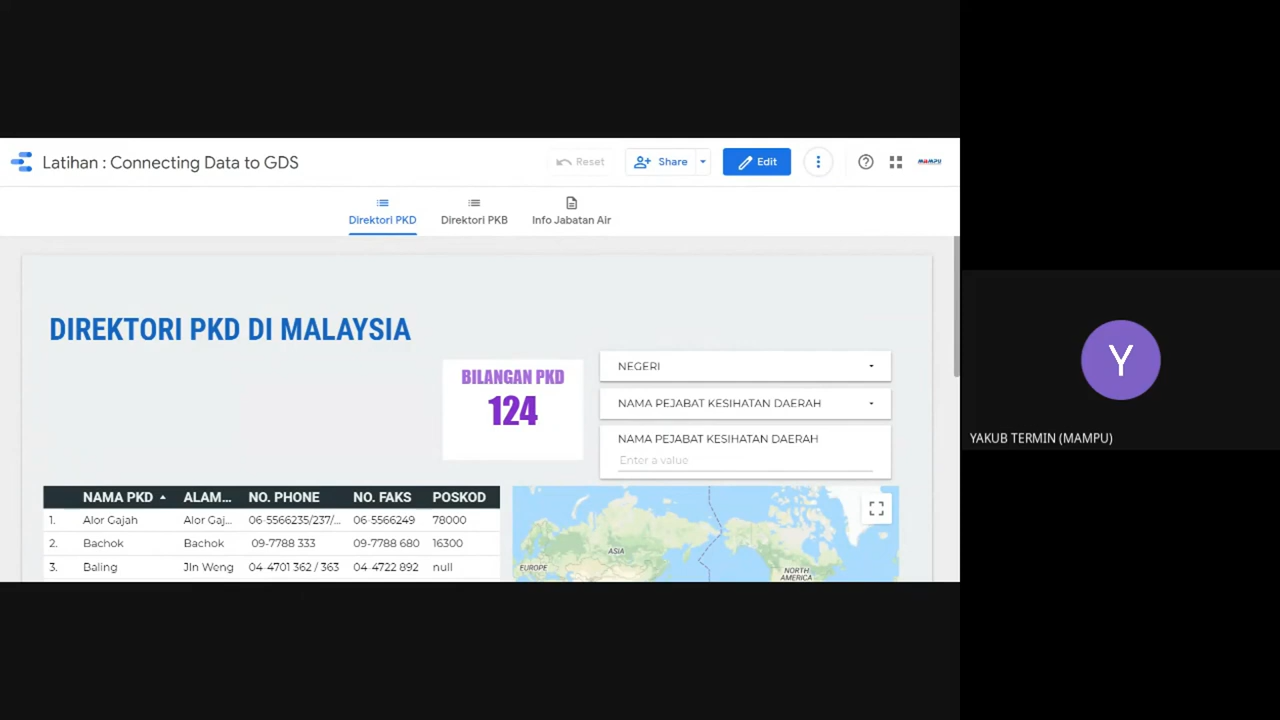 Latihan : Connecting Data to GDS
Reset
Share
Edit
MAMPU
Direktori PKD
Direktori PKB
Info Jabatan Air
DIREKTORI PKD DI MALAYSIA
BILANGAN PKD
124
NEGERI
NAMA PEJABAT KESIHATAN DAERAH
NAMA PEJABAT KESIHATAN DAERAH
Enter a value
NAMA PKD ALAM... NO. PHONE NO. FAKS POSKOD
1. Alor Gajah Alor Gaj... 06-5566235/237/... 06-5566249 78000
2. Bachok Bachok 09-7788 333 09-7788 680 16300
3. Baling Jln Weng 04-4701 362 / 363 04-4722 892 null
ASIA
EUROPE
NORTH
AMERICA
Y
YAKUB TERMIN (MAMPU)